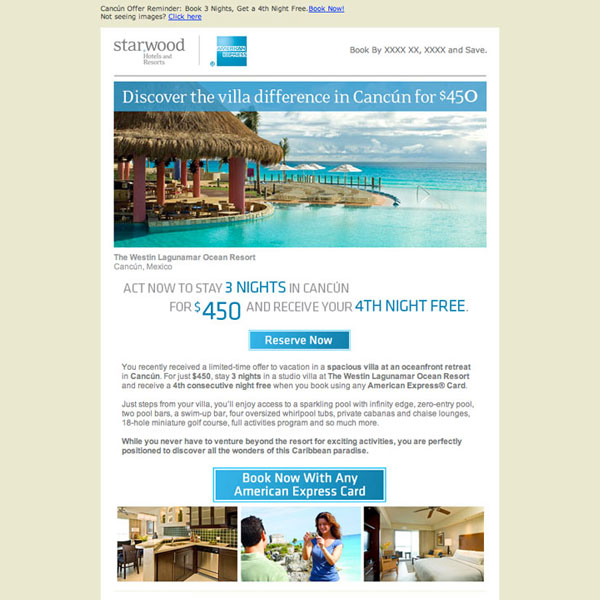 Cancún Offer Reminder: Book 3 Nights, Get a 4th Night Free.Book Now!
Not seeing images? Click here
starwood
Hotels and
Resorts
AMERICAN
EXPRESS
®
Book By XXXX XX, XXXX and Save.
Discover the villa difference in Cancún for $450
The Westin Lagunamar Ocean Resort
Cancún, Mexico
ACT NOW TO STAY 3 NIGHTS IN CANCÚN
FOR $450 AND RECEIVE YOUR 4TH NIGHT FREE.
Reserve Now
You recently received a limited-time offer to vacation in a spacious villa at an oceanfront retreat
in Cancún. For just $450, stay 3 nights in a studio villa at The Westin Lagunamar Ocean Resort
and receive a 4th consecutive night free when you book using any American Express® Card.
Just steps from your villa, you'll enjoy access to a sparkling pool with infinity edge, zero-entry pool,
two pool bars, a swim-up bar, four oversized whirlpool tubs, private cabanas and chaise lounges,
18-hole miniature golf course, full activities program and so much more.
While you never have to venture beyond the resort for exciting activities, you are perfectly
positioned to discover all the wonders of this Caribbean paradise.
Book Now With Any
American Express Card